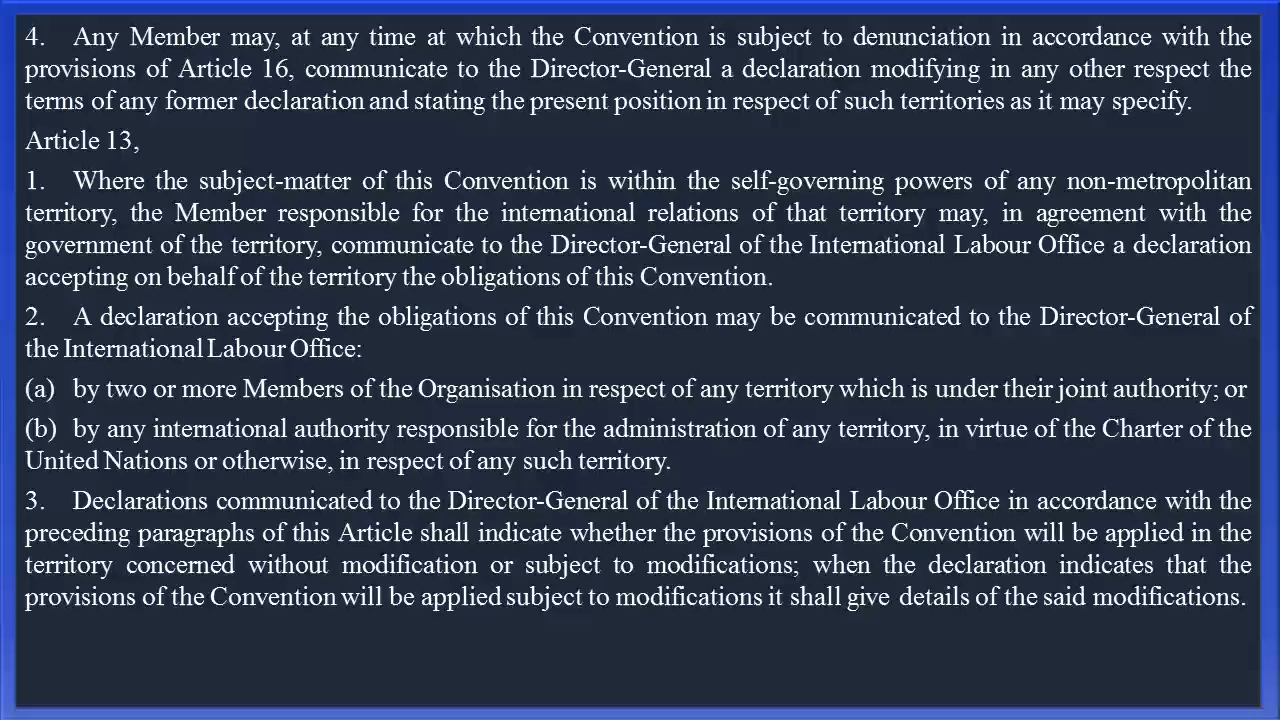 4. Any Member may, at any time at which the Convention is subject to denunciation in accordance with the
provisions of Article 16, communicate to the Director-General a declaration modifying in any other respect the
terms of any former declaration and stating the present position in respect of such territories as it may specify.
Article 13,
1. Where the subject-matter of this Convention is within the self-governing powers of any non-metropolitan
territory, the Member responsible for the international relations of that territory may, in agreement with the
government of the territory, communicate to the Director-General of the International Labour Office a declaration
accepting on behalf of the territory the obligations of this Convention.
2. A declaration accepting the obligations of this Convention may be communicated to the Director-General of
the International Labour Office:
(a) by two or more Members of the Organisation in respect of any territory which is under their joint authority; or
(b) by any international authority responsible for the administration of any territory, in virtue of the Charter of the
United Nations or otherwise, in respect of any such territory.
3. Declarations communicated to the Director-General of the International Labour Office in accordance with the
preceding paragraphs of this Article shall indicate whether the provisions of the Convention will be applied in the
territory concerned without modification or subject to modifications; when the declaration indicates that the
provisions of the Convention will be applied subject to modifications it shall give details of the said modifications.